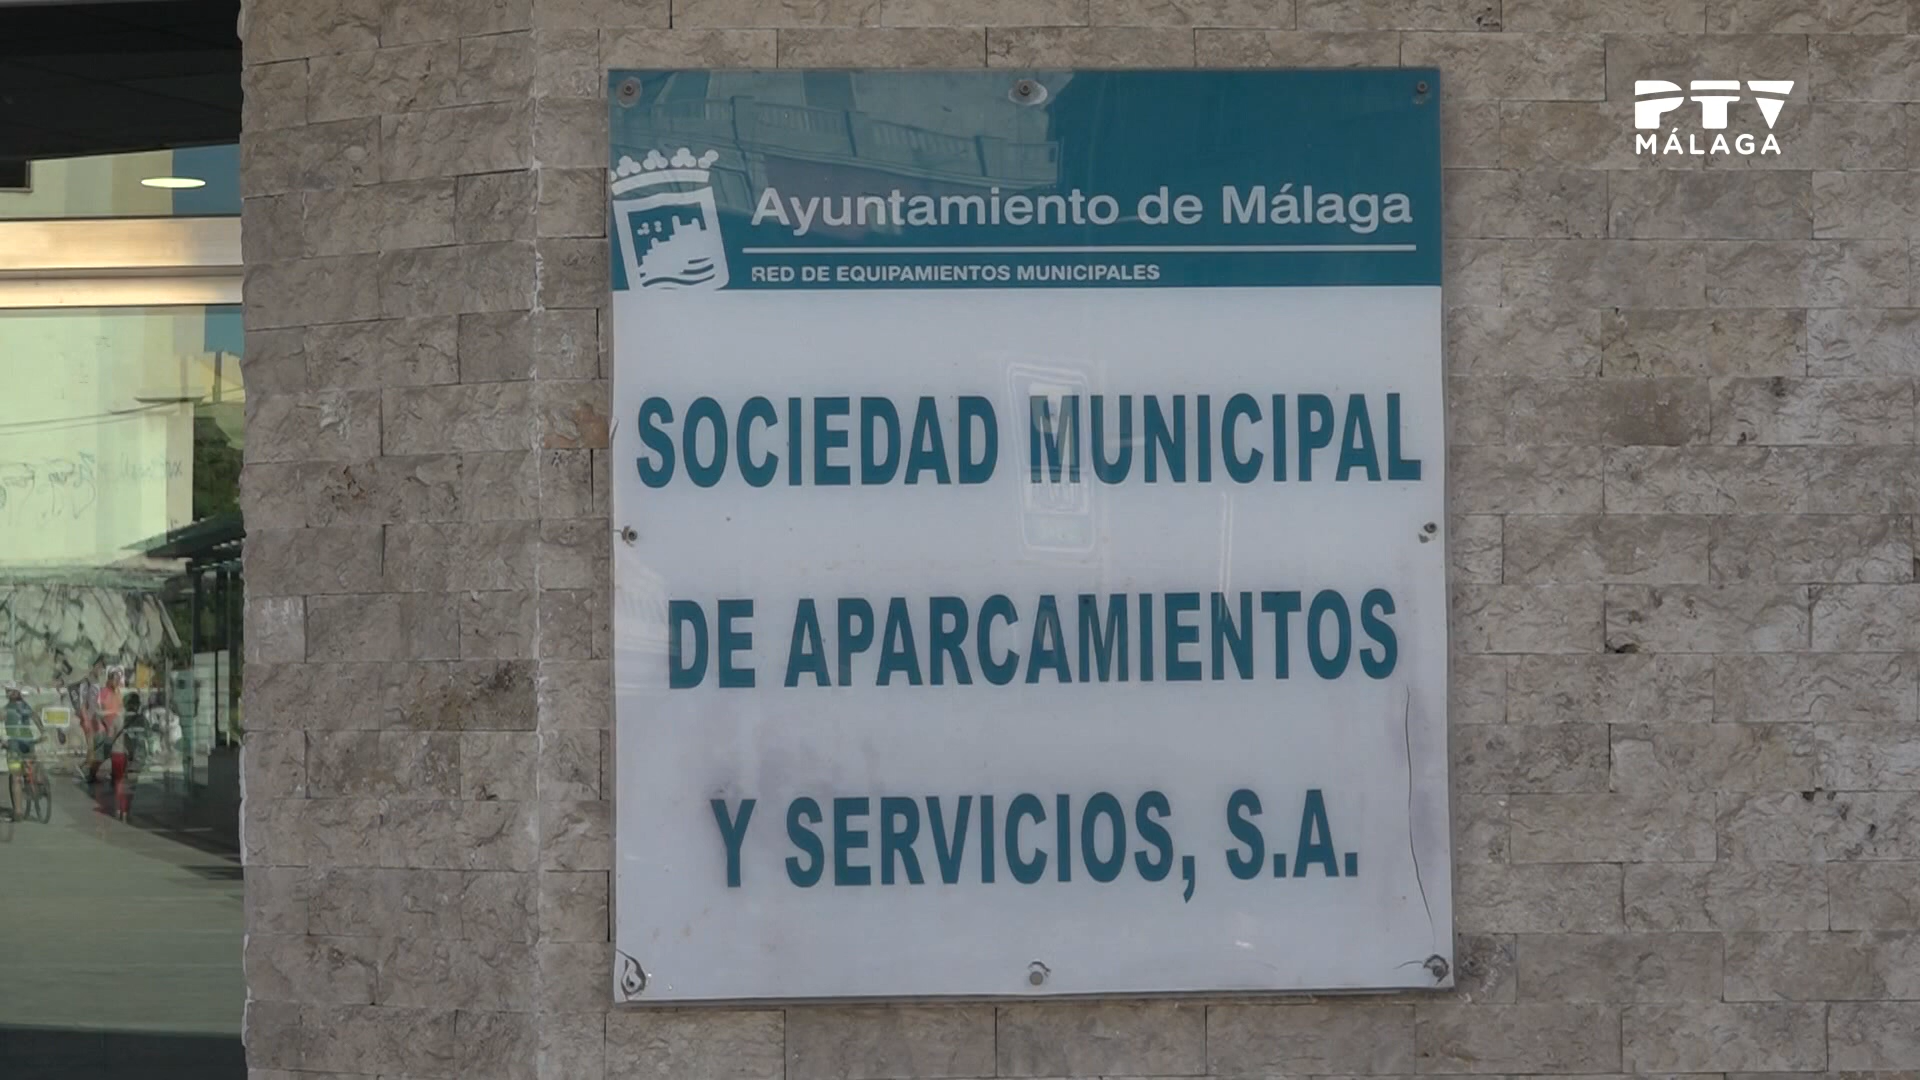 PTV
MÁLAGA
Ayuntamiento de Málaga
RED DE EQUIPAMIENTOS MUNICIPALES
SOCIEDAD MUNICIPAL
DE APARCAMIENTOS
Y SERVICIOS, S.A.